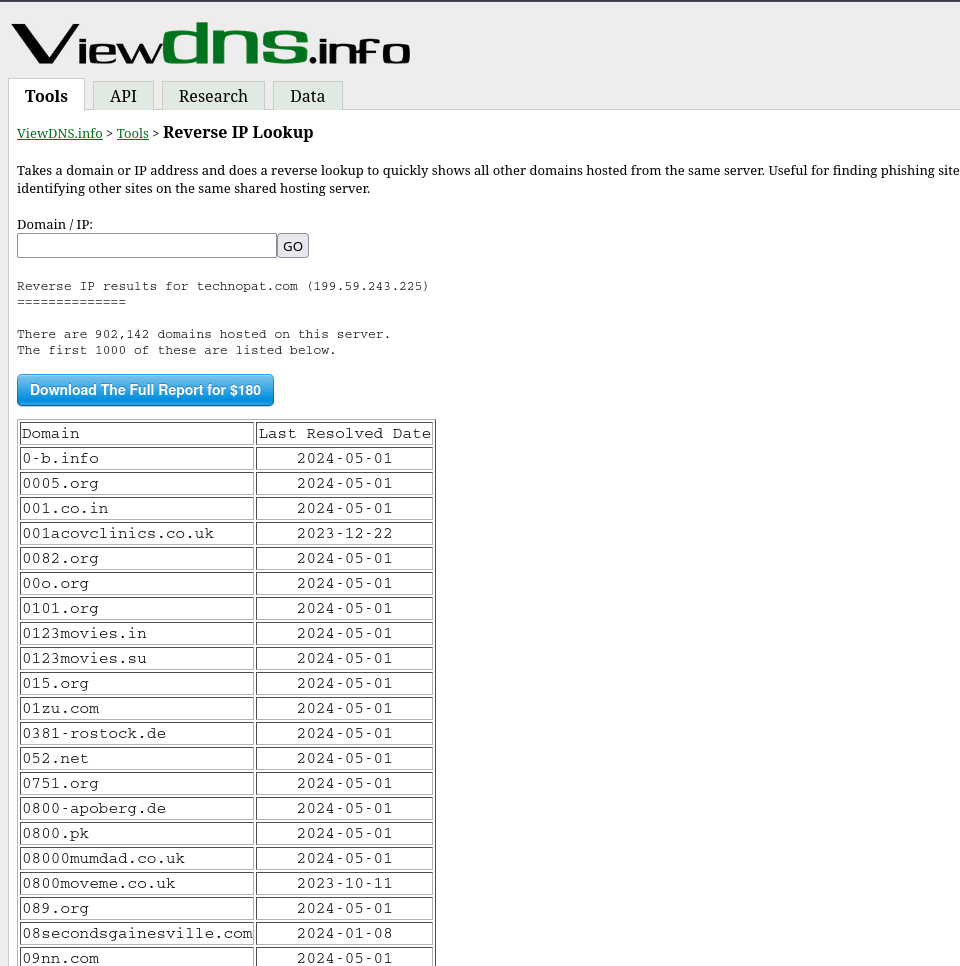 Viewdns.info
Tools API Research Data
ViewDNS.info > Tools > Reverse IP Lookup
Takes a domain or IP address and does a reverse lookup to quickly shows all other domains hosted from the same server. Useful for finding phishing site
identifying other sites on the same shared hosting server.
Domain / IP:
GO
Reverse IP results for technopat.com (199.59.243.225)
==============
There are 902,142 domains hosted on this server.
The first 1000 of these are listed below.
Download The Full Report for $180
Domain Last Resolved Date
0-b.info 2024-05-01
0005.org 2024-05-01
001.co.in 2024-05-01
001acovclinics.co.uk 2023-12-22
0082.org 2024-05-01
00o.org 2024-05-01
0101.org 2024-05-01
0123movies.in 2024-05-01
0123movies.su 2024-05-01
015.org 2024-05-01
01zu.com 2024-05-01
0381-rostock.de 2024-05-01
052.net 2024-05-01
0751.org 2024-05-01
0800-apoberg.de 2024-05-01
0800.pk 2024-05-01
08000mumdad.co.uk 2024-05-01
0800moveme.co.uk 2023-10-11
089.org 2024-05-01
08secondsgainesville.com 2024-01-08
09nn.com 2024-05-01